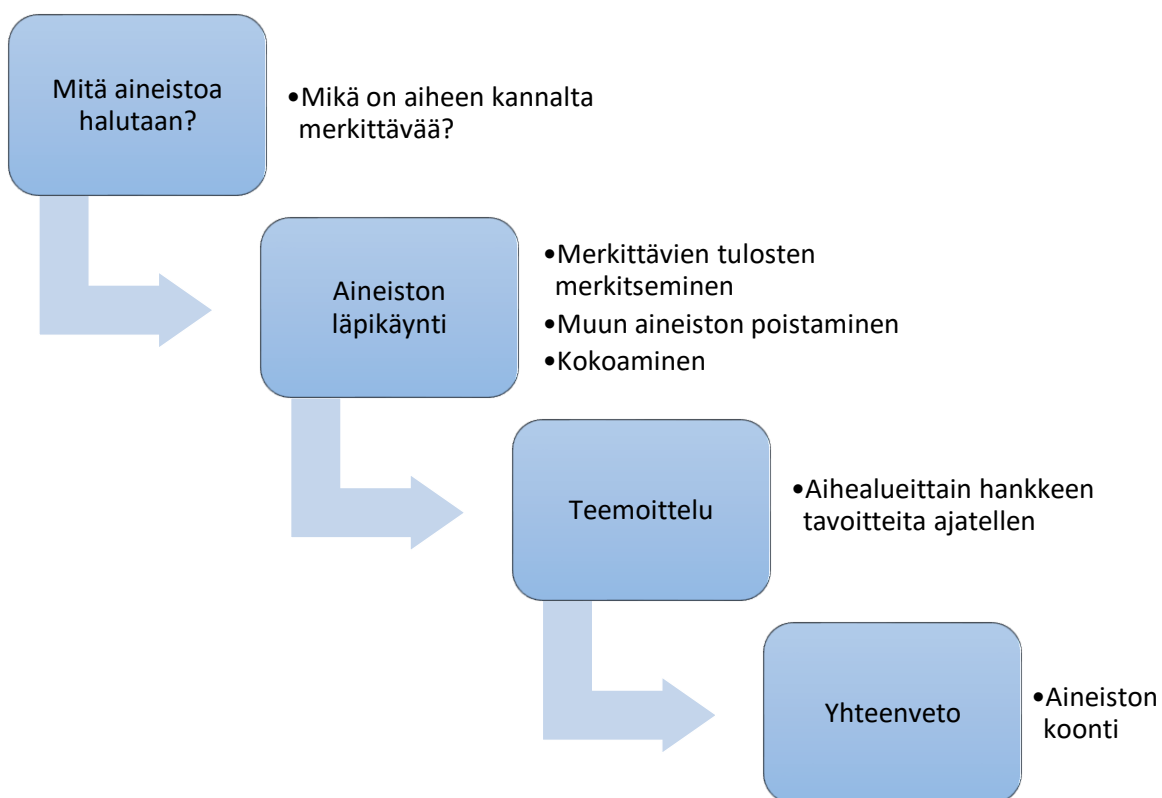 Mitä aineistoa
halutaan?
•Mikä on aiheen kannalta
merkittävää?
Aineiston
läpikäynti
•Merkittävien tulosten
merkitseminen
•Muun aineiston poistaminen
•Kokoaminen
Teemoittelu
•Aihealueittain hankkeen
tavoitteita ajatellen
Yhteenveto
•Aineiston
koonti